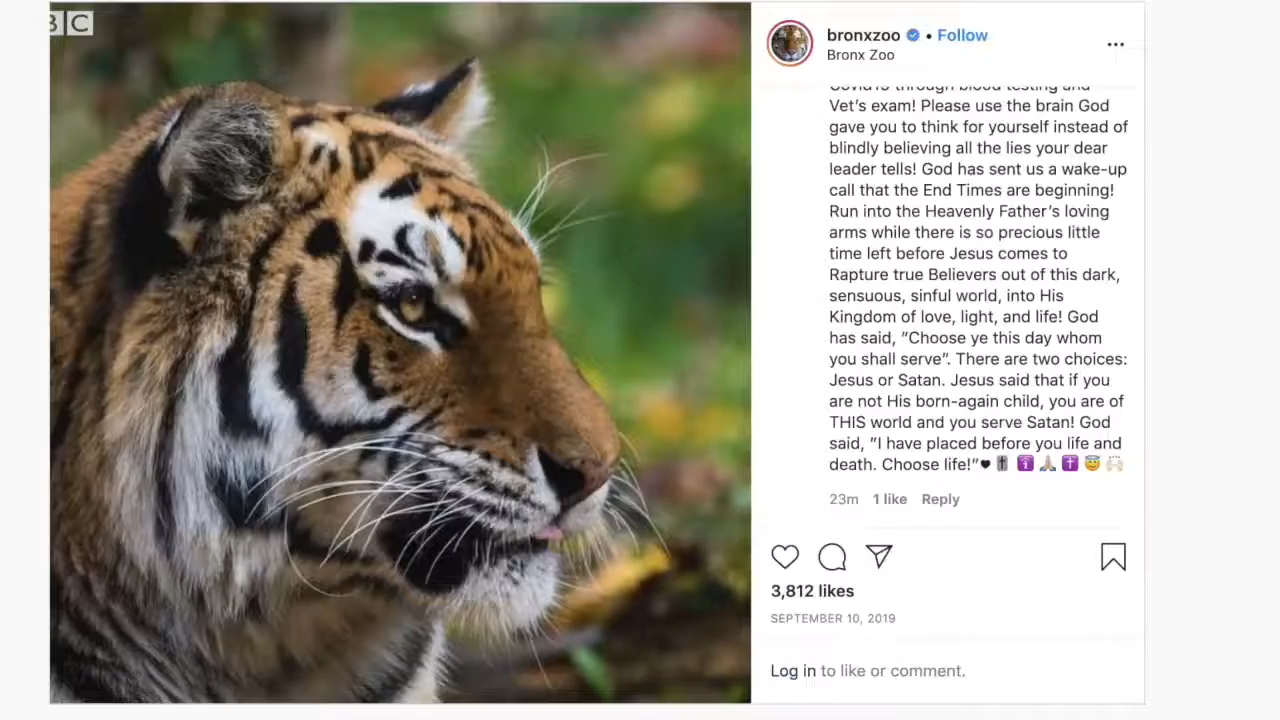 BC
bronxzoo • Follow
Bronx Zoo
Covid19 through blood testing and
Vet's exam! Please use the brain God
gave you to think for yourself instead of
blindly believing all the lies your dear
leader tells! God has sent us a wake-up
call that the End Times are beginning!
Run into the Heavenly Father's loving
arms while there is so precious little
time left before Jesus comes to
Rapture true Believers out of this dark,
sensuous, sinful world, into His
Kingdom of love, light, and life! God
has said, "Choose ye this day whom
you shall serve". There are two choices:
Jesus or Satan. Jesus said that if you
are not His born-again child, you are of
THIS world and you serve Satan! God
said, "I have placed before you life and
death. Choose life!"
23m 1 like Reply
3,812 likes
SEPTEMBER 10, 2019
Log in to like or comment.